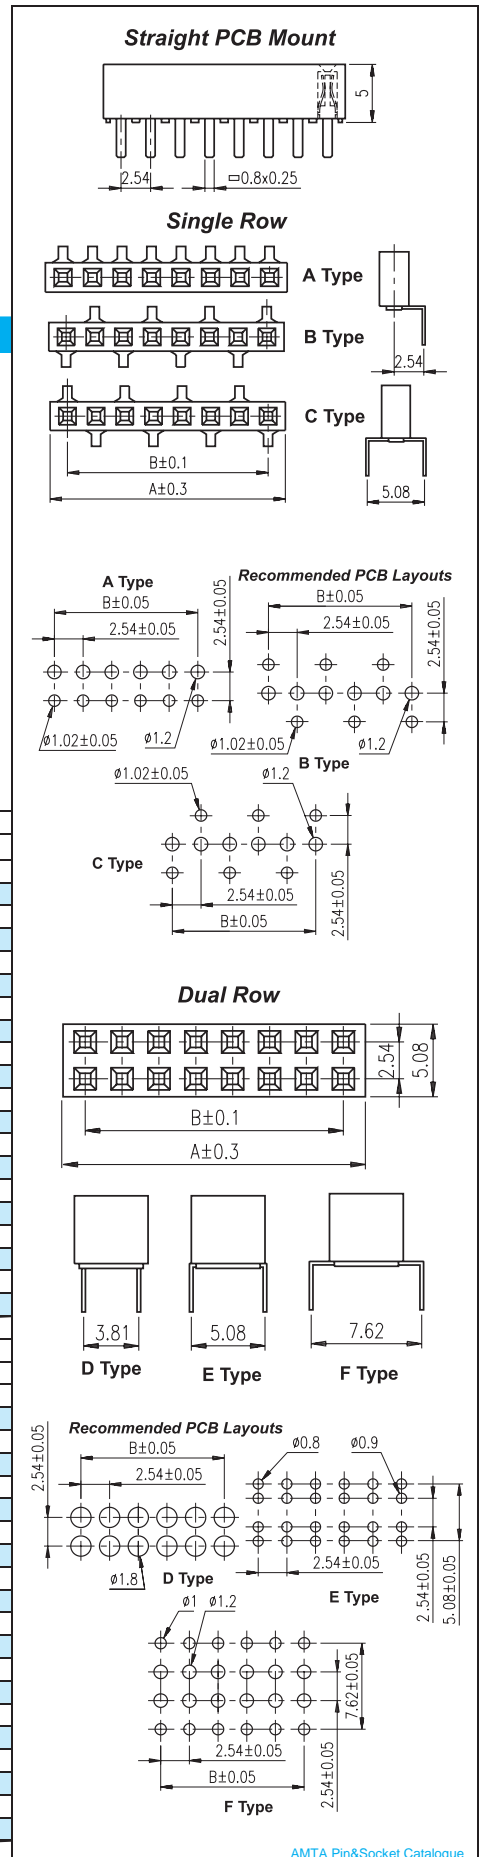 Straight PCB Mount
5
2.54
□0.8x0.25
Single Row
A Type
B Type
2.54
C Type
B±0.1
A±0.3
5.08
Recommended PCB Layouts
A Type
B±0.05
2.54±0.05
2.54±0.05
ø1.02±0.05
ø1.2
B±0.05
2.54±0.05
2.54±0.05
ø1.02±0.05
ø1.2
B Type
ø1.02±0.05
ø1.2
C Type
2.54±0.05
B±0.05
2.54±0.05
Dual Row
2.54
5.08
B±0.1
A±0.3
3.81
5.08
7.62
D Type
E Type
F Type
Recommended PCB Layouts
B±0.05
2.54±0.05
2.54±0.05
ø1.8
D Type
ø0.8
ø0.9
2.54±0.05
2.54±0.05
5.08±0.05
E Type
ø1
ø1.2
2.54±0.05
B±0.05
2.54±0.05
7.62±0.05
F Type
AMTA Pin&Socket Catalogue